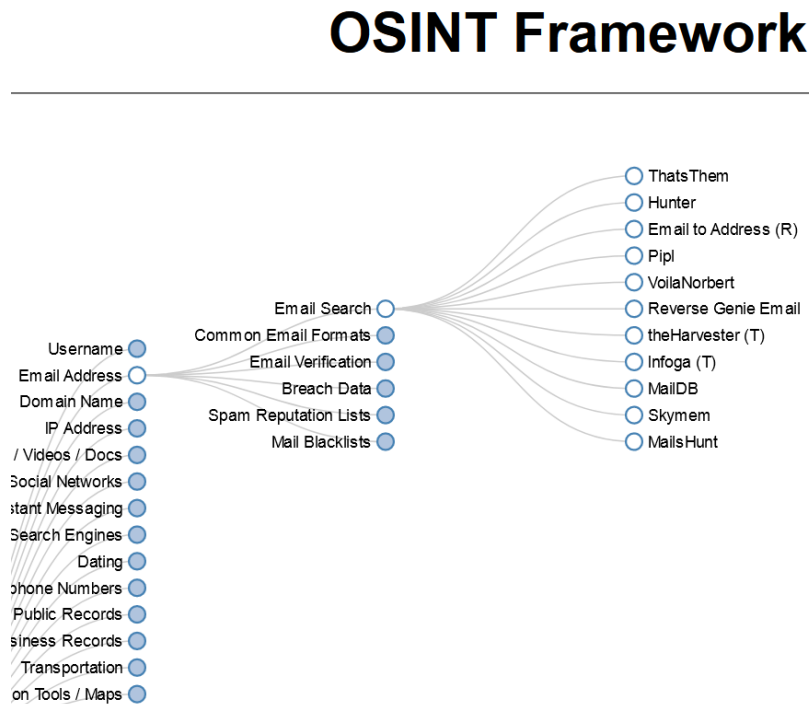 OSINT Framework
ThatsThem
Hunter
Email to Address (R)
Pipl
VoilaNorbert
Reverse Genie Email
theHarvester (T)
Infoga (T)
MailDB
Skymem
MailsHunt
Email Search
Common Email Formats
Email Verification
Breach Data
Spam Reputation Lists
Mail Blacklists
Username
Email Address
Domain Name
IP Address
/ Videos / Docs
Social Networks
stant Messaging
Search Engines
Dating
phone Numbers
Public Records
siness Records
Transportation
on Tools / Maps